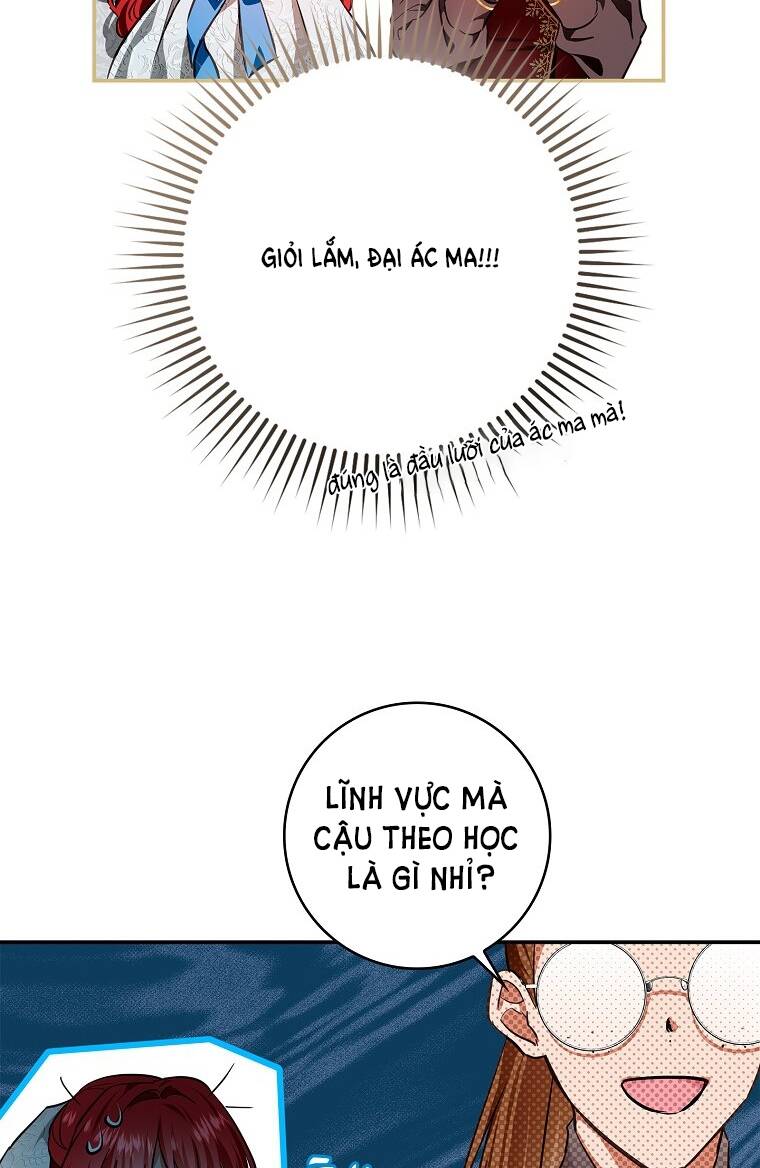 GIỎI LẮM, ĐẠI ÁC MA!!!
đúng là đầu lưỡi của ác ma mà!
LĨNH VỰC MÀ
CẬU THEO HỌC
LÀ GÌ NHỈ?